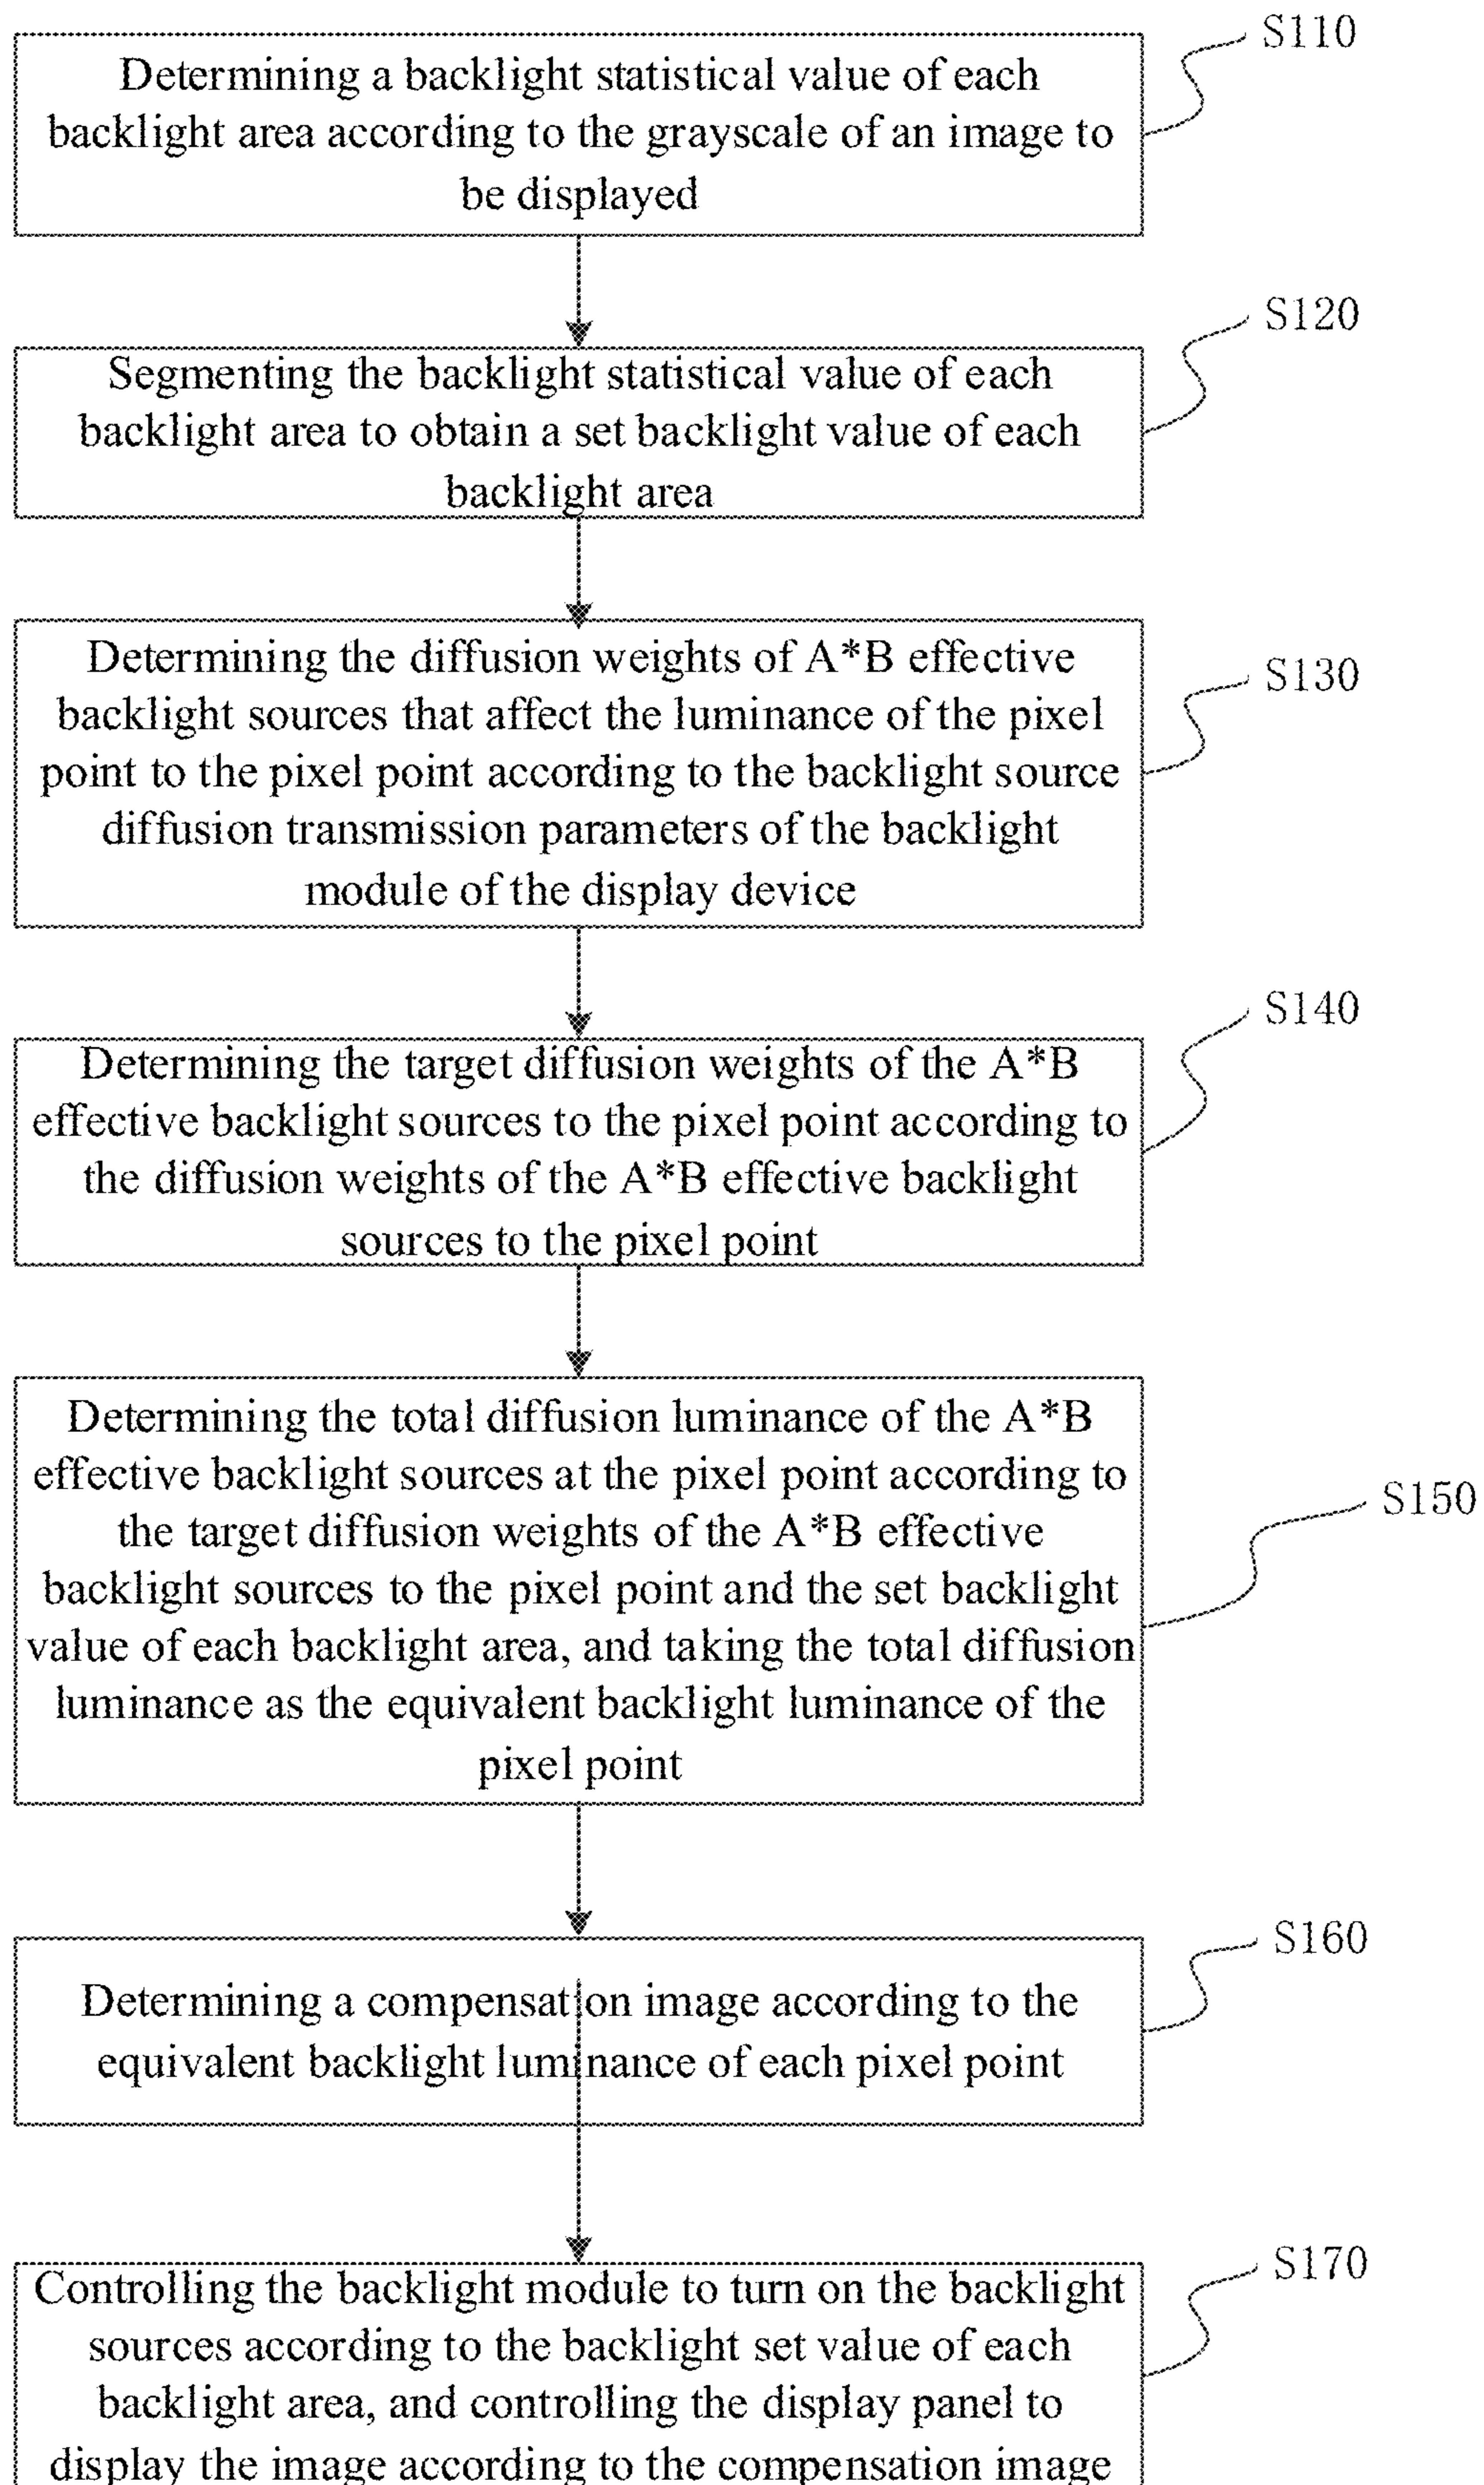 S110
Determining a backlight statistical value of each
backlight area according to the grayscale of an image to
be displayed
S120
Segmenting the backlight statistical value of each
backlight area to obtain a set backlight value of each
backlight area
S130
Determining the diffusion weights of A*B effective
backlight sources that affect the luminance of the pixel
point to the pixel point according to the backlight source
diffusion transmission parameters of the backlight
module of the display device
S140
Determining the target diffusion weights of the A*B
effective backlight sources to the pixel point according to
the diffusion weights of the A*B effective backlight
sources to the pixel point
S150
Determining the total diffusion luminance of the A*B
effective backlight sources at the pixel point according to
the target diffusion weights of the A*B effective
backlight sources to the pixel point and the set backlight
value of each backlight area, and taking the total diffusion
luminance as the equivalent backlight luminance of the
pixel point
S160
Determining a compensation image according to the
equivalent backlight luminance of each pixel point
S170
Controlling the backlight module to turn on the backlight
sources according to the backlight set value of each
backlight area, and controlling the display panel to
display the image according to the compensation image